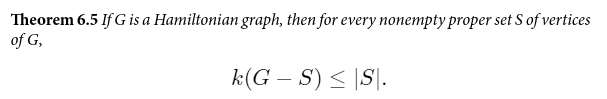 Theorem 6.5 If G is a Hamiltonian graph, then for every nonempty proper set S of vertices
of G,
k(G − S) ≤ |S|.